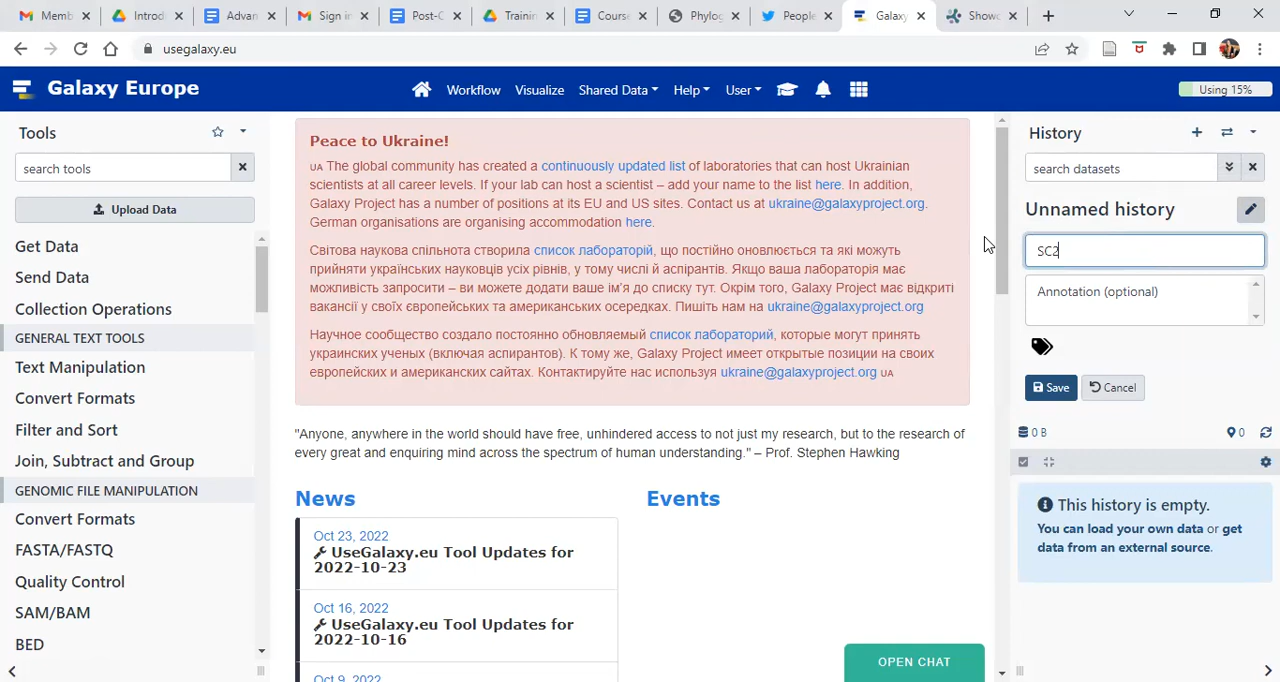 Memb
Introd
Advan
Sign in
Post-C
Trainin
Course
Phylog
People
Galaxy
Showc
usegalaxy.eu
Galaxy Europe
Workflow
Visualize
Shared Data
Help
User
Using 15%
Tools
search tools
Upload Data
Get Data
Send Data
Collection Operations
GENERAL TEXT TOOLS
Text Manipulation
Convert Formats
Filter and Sort
Join, Subtract and Group
GENOMIC FILE MANIPULATION
Convert Formats
FASTA/FASTQ
Quality Control
SAM/BAM
BED
Peace to Ukraine!
UA The global community has created a continuously updated list of laboratories that can host Ukrainian
scientists at all career levels. If your lab can host a scientist – add your name to the list here. In addition,
Galaxy Project has a number of positions at its EU and US sites. Contact us at ukraine@galaxyproject.org.
German organisations are organising accommodation here.
Світова наукова спільнота створила список лабораторій, що постійно оновлюється та які можуть
прийняти українських науковців усіх рівнів, у тому числі й аспірантів. Якщо ваша лабораторія має
можливість запросити – ви можете додати ваше ім'я до списку тут. Окрім того, Galaxy Project має відкриті
вакансії у своїх європейських та американських осередках. Пишіть нам на ukraine@galaxyproject.org
Научное сообщество создало постоянно обновляемый список лабораторий, которые могут принять
украинских ученых (включая аспирантов). К тому же, Galaxy Project имеет открытые позиции на своих
европейских и американских сайтах. Контактируйте нас используя ukraine@galaxyproject.org UA
"Anyone, anywhere in the world should have free, unhindered access to not just my research, but to the research of
every great and enquiring mind across the spectrum of human understanding." – Prof. Stephen Hawking
News
Oct 23, 2022
UseGalaxy.eu Tool Updates for
2022-10-23
Oct 16, 2022
UseGalaxy.eu Tool Updates for
2022-10-16
Oct 9, 2022
Events
OPEN CHAT
History
search datasets
Unnamed history
SC2
Annotation (optional)
Save
Cancel
0 B
0
This history is empty.
You can load your own data or get
data from an external source.